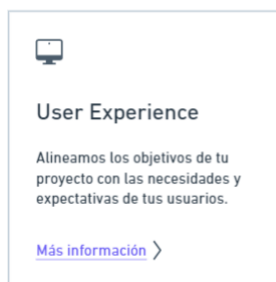 User Experience
Alineamos los objetivos de tu
proyecto con las necesidades y
expectativas de tus usuarios.
Más información